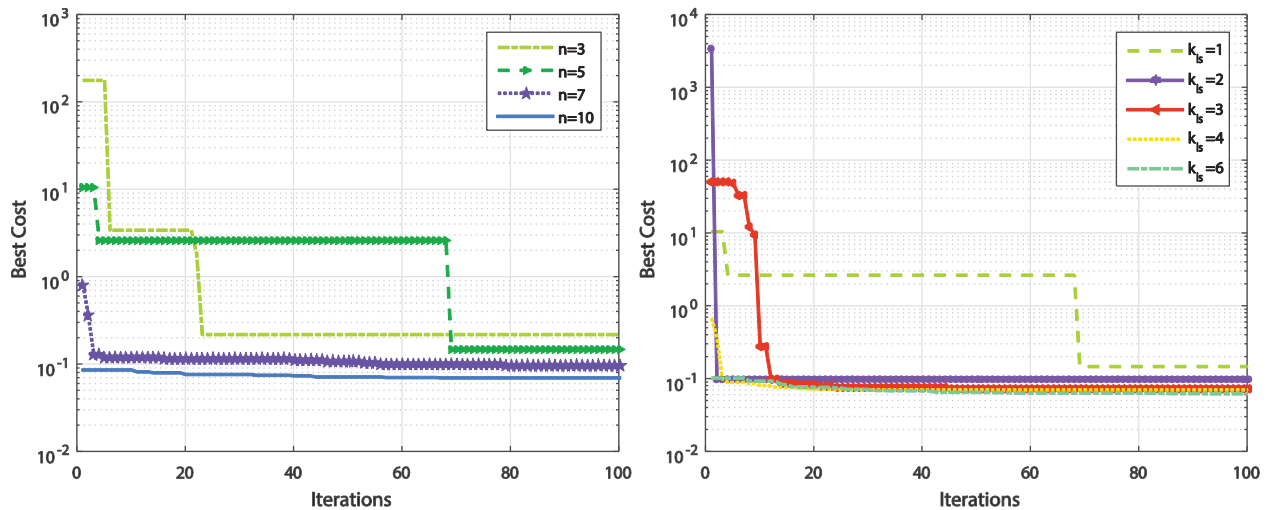 10^3
10^2
10^1
10^0
10^-1
10^-2
Best Cost
0 20 40 60 80 100
Iterations
n=3
n=5
n=7
n=10
10^4
10^3
10^2
10^1
10^0
10^-1
10^-2
Best Cost
0 20 40 60 80 100
Iterations
k_ls=1
k_ls=2
k_ls=3
k_ls=4
k_ls=6